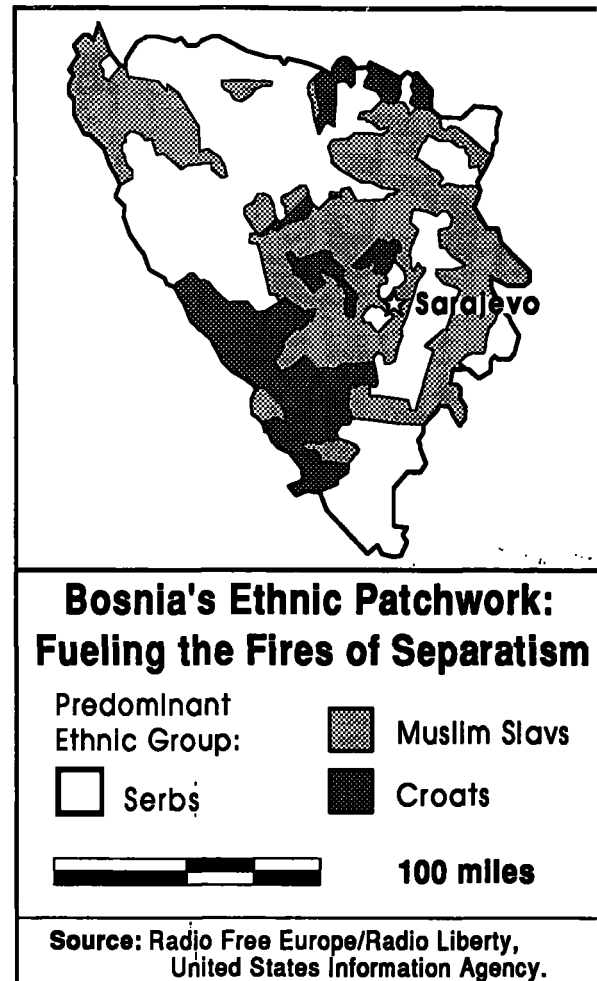 Sarajevo
Bosnia's Ethnic Patchwork:
Fueling the Fires of Separatism
Predominant
Ethnic Group:
Muslim Slavs
Serbs
Croats
100 miles
Source: Radio Free Europe/Radio Liberty,
United States Information Agency.